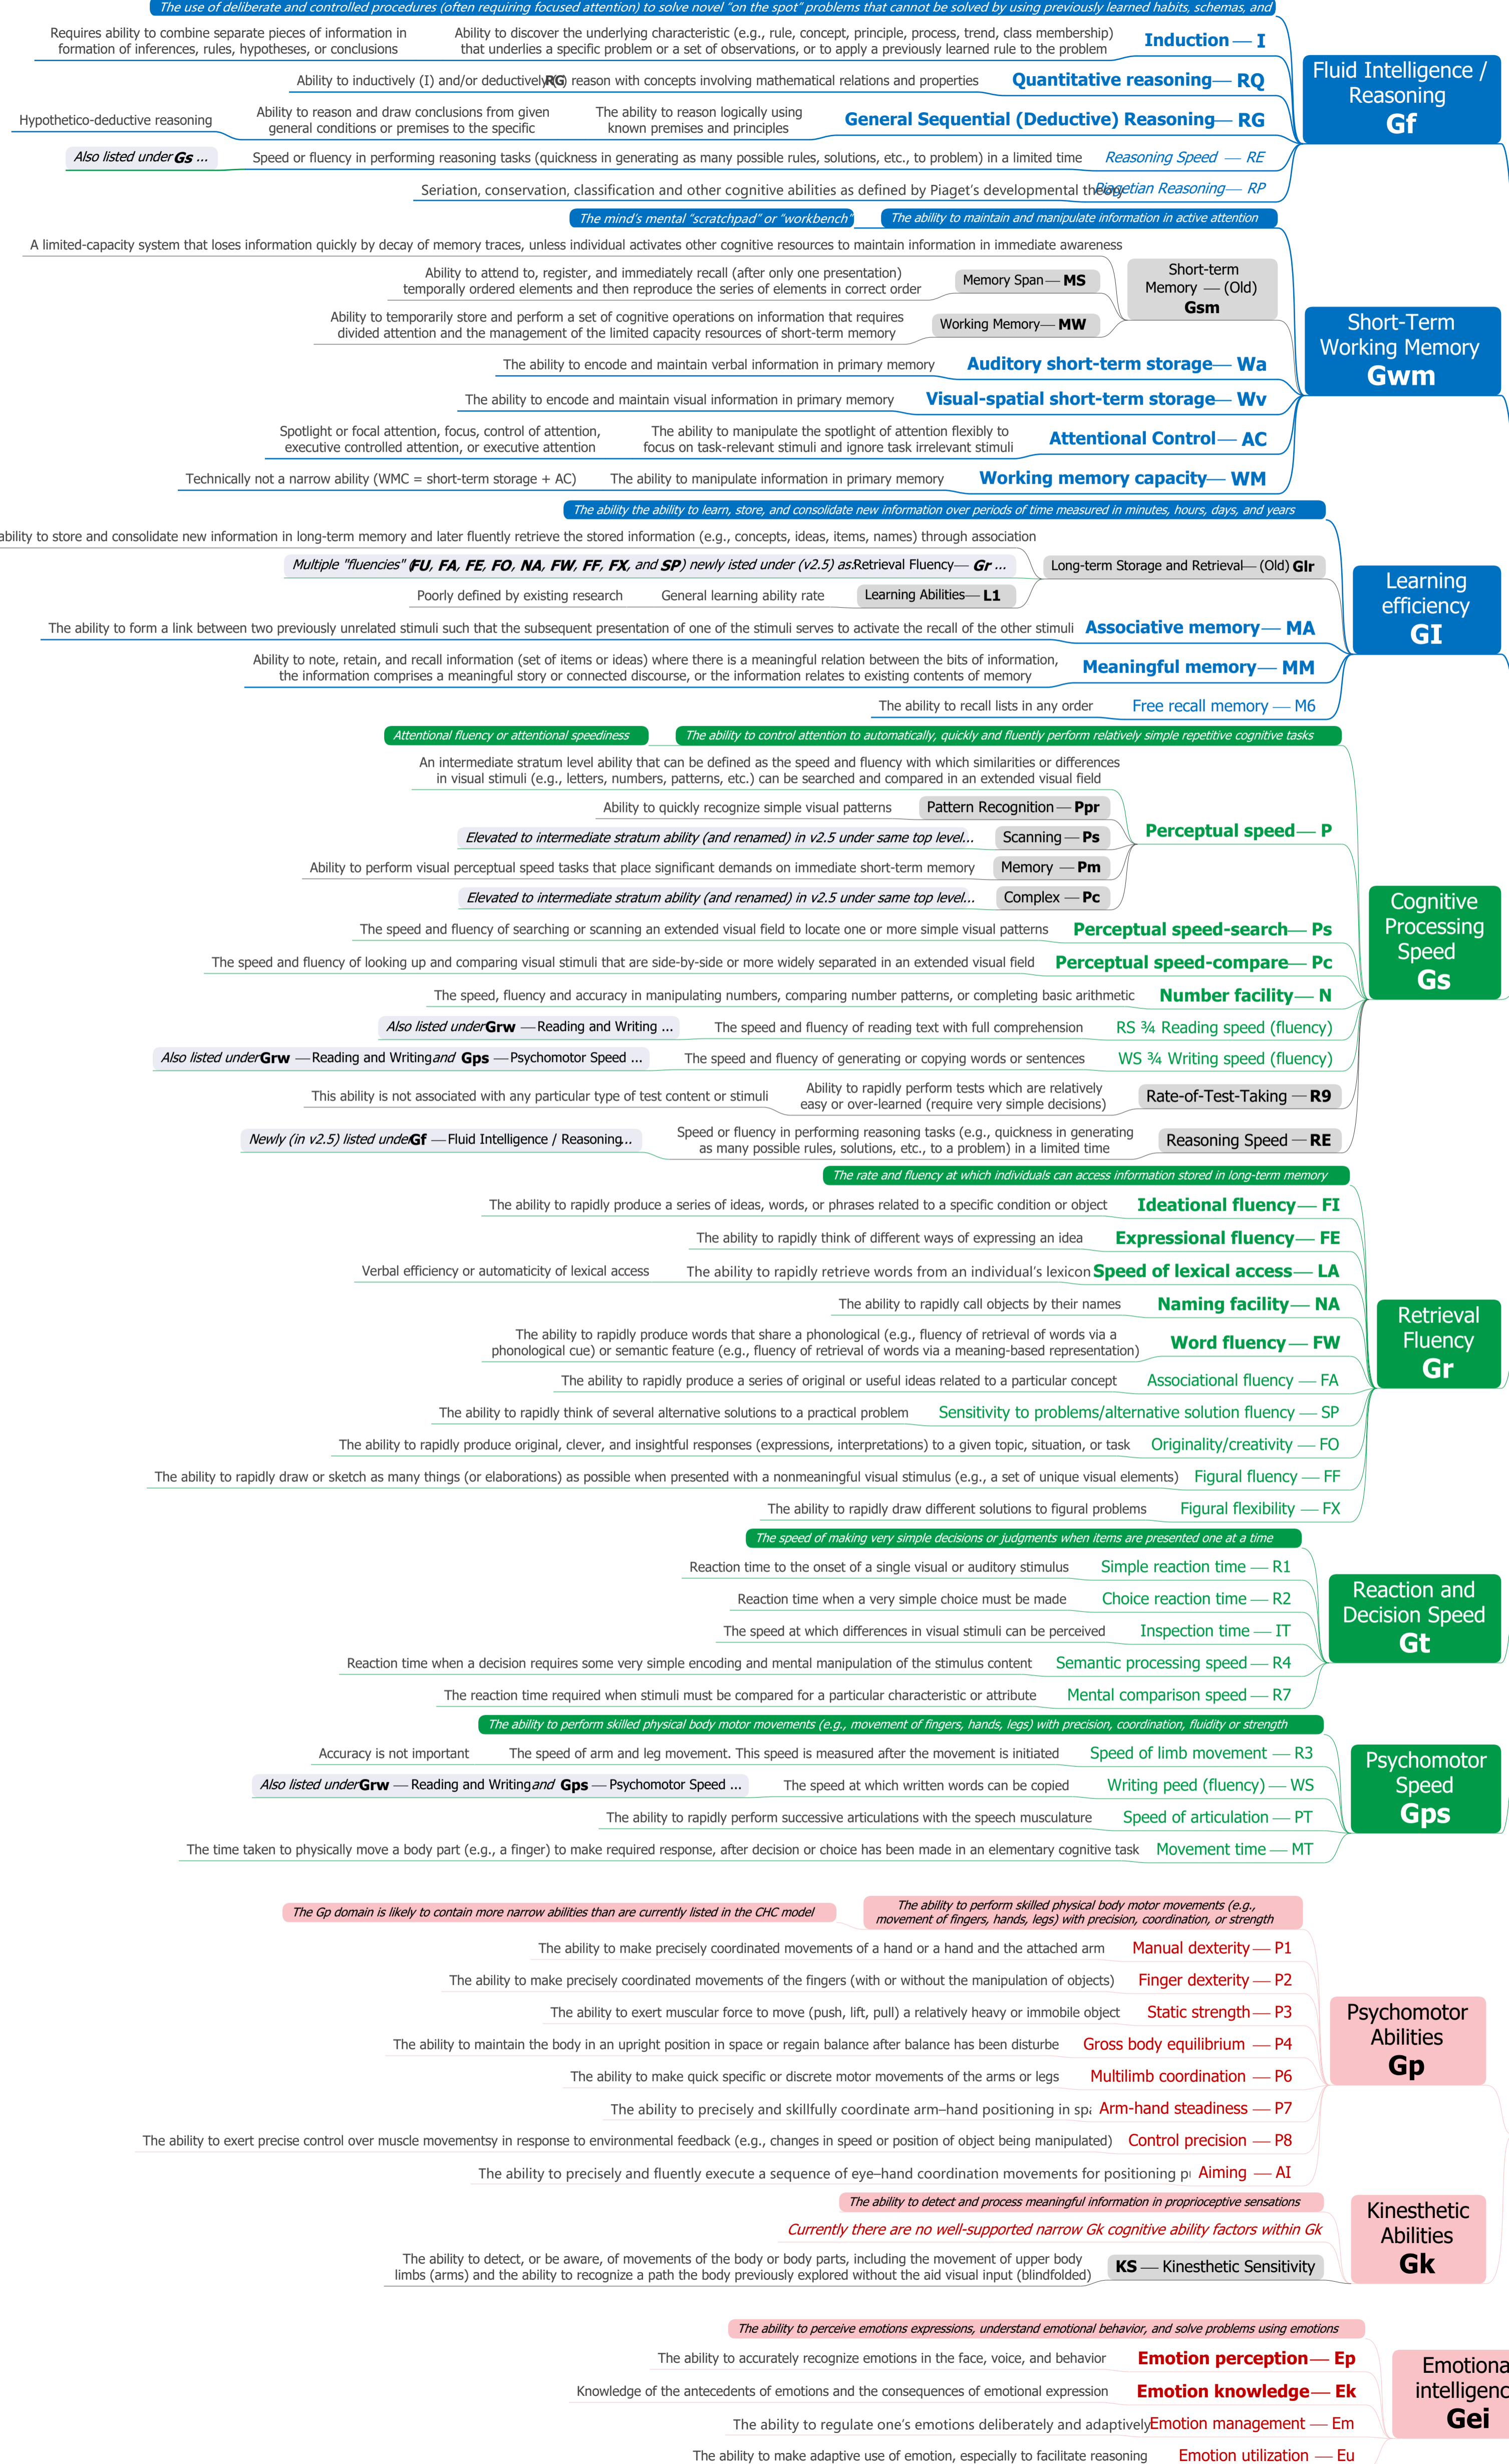 The use of deliberate and controlled procedures (often requiring focused attention) to solve novel “on the spot” problems that cannot be solved by using previously learned habits, schemas, and
Requires ability to combine separate pieces of information in
formation of inferences, rules, hypotheses, or conclusions
Ability to discover the underlying characteristic (e.g., rule, concept, principle, process, trend, class membership)
that underlies a specific problem or a set of observations, or to apply a previously learned rule to the problem
Induction — I
Ability to inductively (I) and/or deductively (RG) reason with concepts involving mathematical relations and properties
Quantitative reasoning— RQ
Fluid Intelligence /
Reasoning
Gf
Hypothetico-deductive reasoning
Ability to reason and draw conclusions from given
general conditions or premises to the specific
The ability to reason logically using
known premises and principles
General Sequential (Deductive) Reasoning— RG
Also listed under Gs ...
Speed or fluency in performing reasoning tasks (quickness in generating as many possible rules, solutions, etc., to problem) in a limited time
Reasoning Speed — RE
Seriation, conservation, classification and other cognitive abilities as defined by Piaget’s developmental theory
Piagetian Reasoning— RP
The mind’s mental “scratchpad” or “workbench”
The ability to maintain and manipulate information in active attention
A limited-capacity system that loses information quickly by decay of memory traces, unless individual activates other cognitive resources to maintain information in immediate awareness
Ability to attend to, register, and immediately recall (after only one presentation)
temporally ordered elements and then reproduce the series of elements in correct order
Memory Span— MS
Short-term
Memory — (Old)
Gsm
Ability to temporarily store and perform a set of cognitive operations on information that requires
divided attention and the management of the limited capacity resources of short-term memory
Working Memory— MW
Short-Term
Working Memory
Gwm
The ability to encode and maintain verbal information in primary memory
Auditory short-term storage— Wa
The ability to encode and maintain visual information in primary memory
Visual-spatial short-term storage— Wv
Spotlight or focal attention, focus, control of attention,
executive controlled attention, or executive attention
The ability to manipulate the spotlight of attention flexibly to
focus on task-relevant stimuli and ignore task irrelevant stimuli
Attentional Control— AC
Technically not a narrow ability (WMC = short-term storage + AC)
The ability to manipulate information in primary memory
Working memory capacity— WM
The ability the ability to learn, store, and consolidate new information over periods of time measured in minutes, hours, days, and years
ability to store and consolidate new information in long-term memory and later fluently retrieve the stored information (e.g., concepts, ideas, items, names) through association
Multiple "fluencies" (FU, FA, FE, FO, NA, FW, FF, FX, and SP) newly isted under (v2.5) as Retrieval Fluency— Gr ...
Long-term Storage and Retrieval— (Old) Glr
Poorly defined by existing research
General learning ability rate
Learning Abilities— L1
Learning
efficiency
GI
The ability to form a link between two previously unrelated stimuli such that the subsequent presentation of one of the stimuli serves to activate the recall of the other stimuli
Associative memory— MA
Ability to note, retain, and recall information (set of items or ideas) where there is a meaningful relation between the bits of information,
the information comprises a meaningful story or connected discourse, or the information relates to existing contents of memory
Meaningful memory— MM
The ability to recall lists in any order
Free recall memory — M6
Attentional fluency or attentional speediness
The ability to control attention to automatically, quickly and fluently perform relatively simple repetitive cognitive tasks
An intermediate stratum level ability that can be defined as the speed and fluency with which similarities or differences
in visual stimuli (e.g., letters, numbers, patterns, etc.) can be searched and compared in an extended visual field
Ability to quickly recognize simple visual patterns
Pattern Recognition — Ppr
Elevated to intermediate stratum ability (and renamed) in v2.5 under same top level...
Scanning — Ps
Perceptual speed— P
Ability to perform visual perceptual speed tasks that place significant demands on immediate short-term memory
Memory — Pm
Elevated to intermediate stratum ability (and renamed) in v2.5 under same top level...
Complex — Pc
The speed and fluency of searching or scanning an extended visual field to locate one or more simple visual patterns
Perceptual speed-search— Ps
The speed and fluency of looking up and comparing visual stimuli that are side-by-side or more widely separated in an extended visual field
Perceptual speed-compare— Pc
Cognitive
Processing
Speed
Gs
The speed, fluency and accuracy in manipulating numbers, comparing number patterns, or completing basic arithmetic
Number facility— N
Also listed under Grw — Reading and Writing ...
The speed and fluency of reading text with full comprehension
RS ¾ Reading speed (fluency)
Also listed under Grw — Reading and Writing and Gps — Psychomotor Speed ...
The speed and fluency of generating or copying words or sentences
WS ¾ Writing speed (fluency)
This ability is not associated with any particular type of test content or stimuli
Ability to rapidly perform tests which are relatively
easy or over-learned (require very simple decisions)
Rate-of-Test-Taking — R9
Newly (in v2.5) listed under Gf — Fluid Intelligence / Reasoning...
Speed or fluency in performing reasoning tasks (e.g., quickness in generating
as many possible rules, solutions, etc., to a problem) in a limited time
Reasoning Speed — RE
The rate and fluency at which individuals can access information stored in long-term memory
The ability to rapidly produce a series of ideas, words, or phrases related to a specific condition or object
Ideational fluency— FI
The ability to rapidly think of different ways of expressing an idea
Expressional fluency— FE
Verbal efficiency or automaticity of lexical access
The ability to rapidly retrieve words from an individual’s lexicon
Speed of lexical access— LA
The ability to rapidly call objects by their names
Naming facility— NA
The ability to rapidly produce words that share a phonological (e.g., fluency of retrieval of words via a
phonological cue) or semantic feature (e.g., fluency of retrieval of words via a meaning-based representation)
Word fluency— FW
Retrieval
Fluency
Gr
The ability to rapidly produce a series of original or useful ideas related to a particular concept
Associational fluency — FA
The ability to rapidly think of several alternative solutions to a practical problem
Sensitivity to problems/alternative solution fluency — SP
The ability to rapidly produce original, clever, and insightful responses (expressions, interpretations) to a given topic, situation, or task
Originality/creativity — FO
The ability to rapidly draw or sketch as many things (or elaborations) as possible when presented with a nonmeaningful visual stimulus (e.g., a set of unique visual elements)
Figural fluency — FF
The ability to rapidly draw different solutions to figural problems
Figural flexibility — FX
The speed of making very simple decisions or judgments when items are presented one at a time
Reaction time to the onset of a single visual or auditory stimulus
Simple reaction time — R1
Reaction time when a very simple choice must be made
Choice reaction time — R2
The speed at which differences in visual stimuli can be perceived
Inspection time — IT
Reaction and
Decision Speed
Gt
Reaction time when a decision requires some very simple encoding and mental manipulation of the stimulus content
Semantic processing speed — R4
The reaction time required when stimuli must be compared for a particular characteristic or attribute
Mental comparison speed — R7
The ability to perform skilled physical body motor movements (e.g., movement of fingers, hands, legs) with precision, coordination, fluidity or strength
Accuracy is not important
The speed of arm and leg movement. This speed is measured after the movement is initiated
Speed of limb movement — R3
Also listed under Grw — Reading and Writing and Gps — Psychomotor Speed ...
The speed at which written words can be copied
Writing peed (fluency) — WS
Psychomotor
Speed
Gps
The ability to rapidly perform successive articulations with the speech musculature
Speed of articulation — PT
The time taken to physically move a body part (e.g., a finger) to make required response, after decision or choice has been made in an elementary cognitive task
Movement time — MT
The Gp domain is likely to contain more narrow abilities than are currently listed in the CHC model
The ability to perform skilled physical body motor movements (e.g.,
movement of fingers, hands, legs) with precision, coordination, or strength
The ability to make precisely coordinated movements of a hand or a hand and the attached arm
Manual dexterity — P1
The ability to make precisely coordinated movements of the fingers (with or without the manipulation of objects)
Finger dexterity — P2
The ability to exert muscular force to move (push, lift, pull) a relatively heavy or immobile object
Static strength — P3
The ability to maintain the body in an upright position in space or regain balance after balance has been disturbe
Gross body equilibrium — P4
Psychomotor
Abilities
Gp
The ability to make quick specific or discrete motor movements of the arms or legs
Multilimb coordination — P6
The ability to precisely and skillfully coordinate arm–hand positioning in spa
Arm-hand steadiness — P7
The ability to exert precise control over muscle movementsy in response to environmental feedback (e.g., changes in speed or position of object being manipulated)
Control precision — P8
The ability to precisely and fluently execute a sequence of eye–hand coordination movements for positioning p
Aiming — AI
The ability to detect and process meaningful information in proprioceptive sensations
Currently there are no well-supported narrow Gk cognitive ability factors within Gk
The ability to detect, or be aware, of movements of the body or body parts, including the movement of upper body
limbs (arms) and the ability to recognize a path the body previously explored without the aid visual input (blindfolded)
KS — Kinesthetic Sensitivity
Kinesthetic
Abilities
Gk
The ability to perceive emotions expressions, understand emotional behavior, and solve problems using emotions
The ability to accurately recognize emotions in the face, voice, and behavior
Emotion perception— Ep
Knowledge of the antecedents of emotions and the consequences of emotional expression
Emotion knowledge— Ek
Emotiona
intelligenc
Gei
The ability to regulate one’s emotions deliberately and adaptively
Emotion management — Em
The ability to make adaptive use of emotion, especially to facilitate reasoning
Emotion utilization — Eu